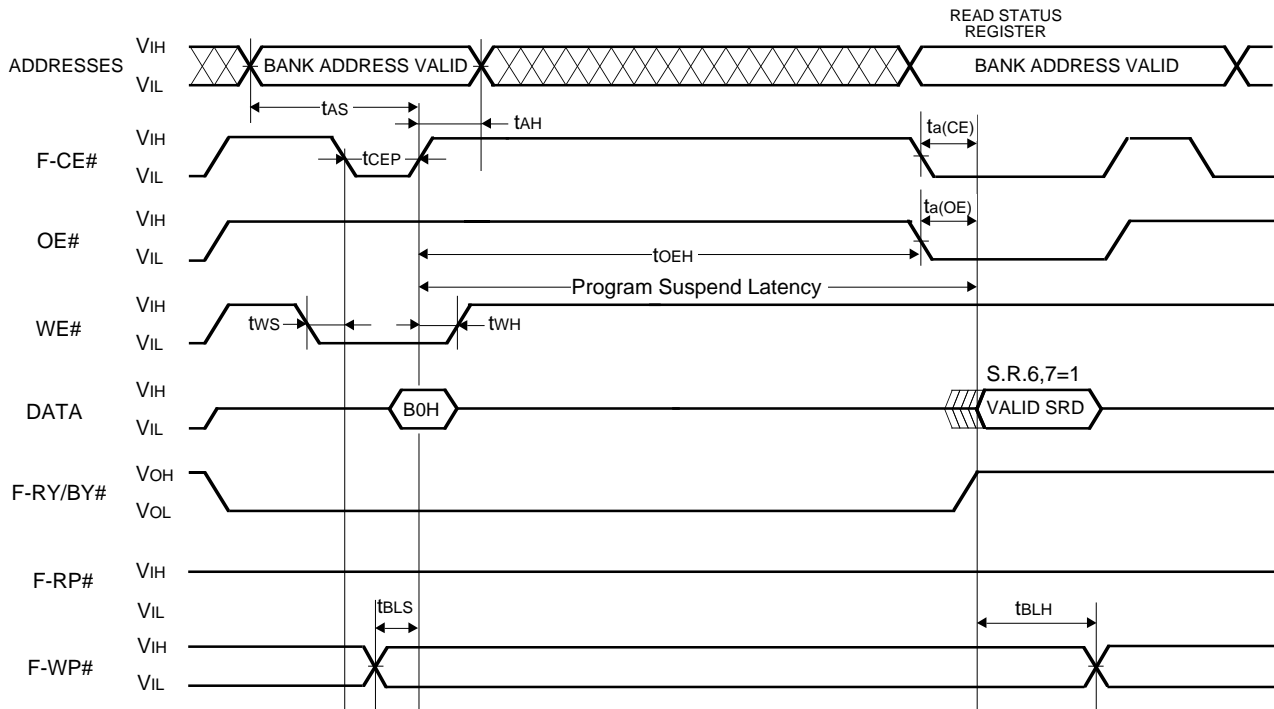 READ STATUS
REGISTER
ADDRESSES
VIH
VIL
BANK ADDRESS VALID
BANK ADDRESS VALID
tAS
tAH
ta(CE)
F-CE#
VIH
VIL
tCEP
OE#
VIH
VIL
ta(OE)
tOEH
Program Suspend Latency
WE#
VIH
VIL
tWS
tWH
S.R.6,7=1
DATA
VIH
VIL
B0H
VALID SRD
F-RY/BY#
VOH
VOL
F-RP#
VIH
VIL
tBLS
tBLH
F-WP#
VIH
VIL